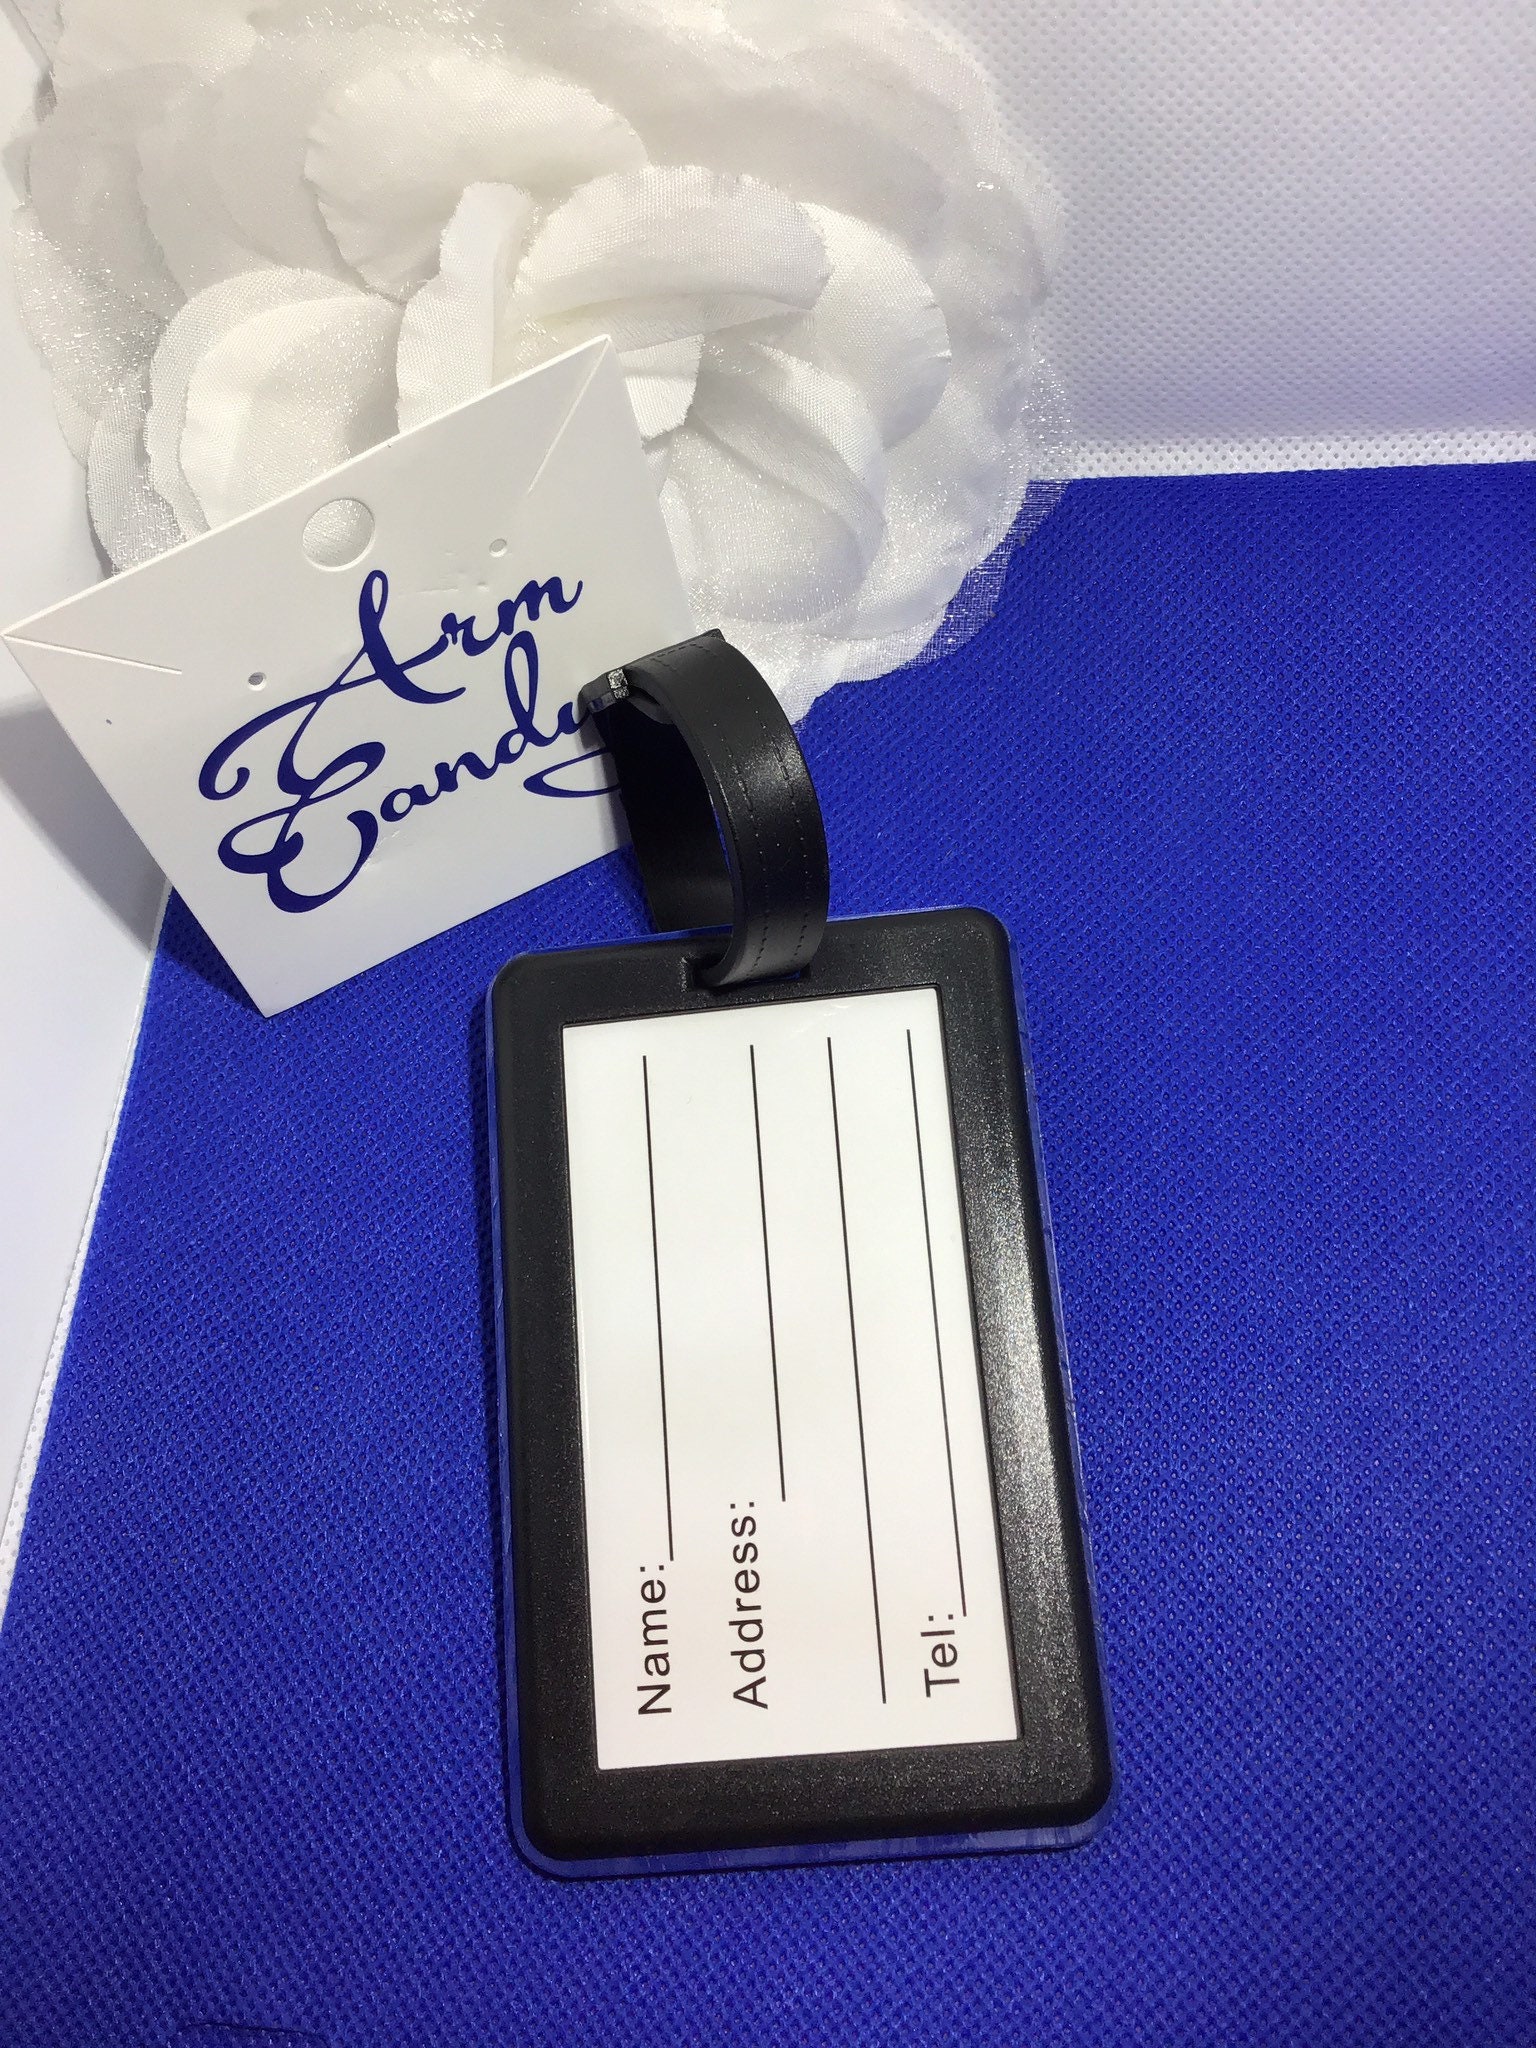 Arm
Candy
Name:
Address:
Tel: